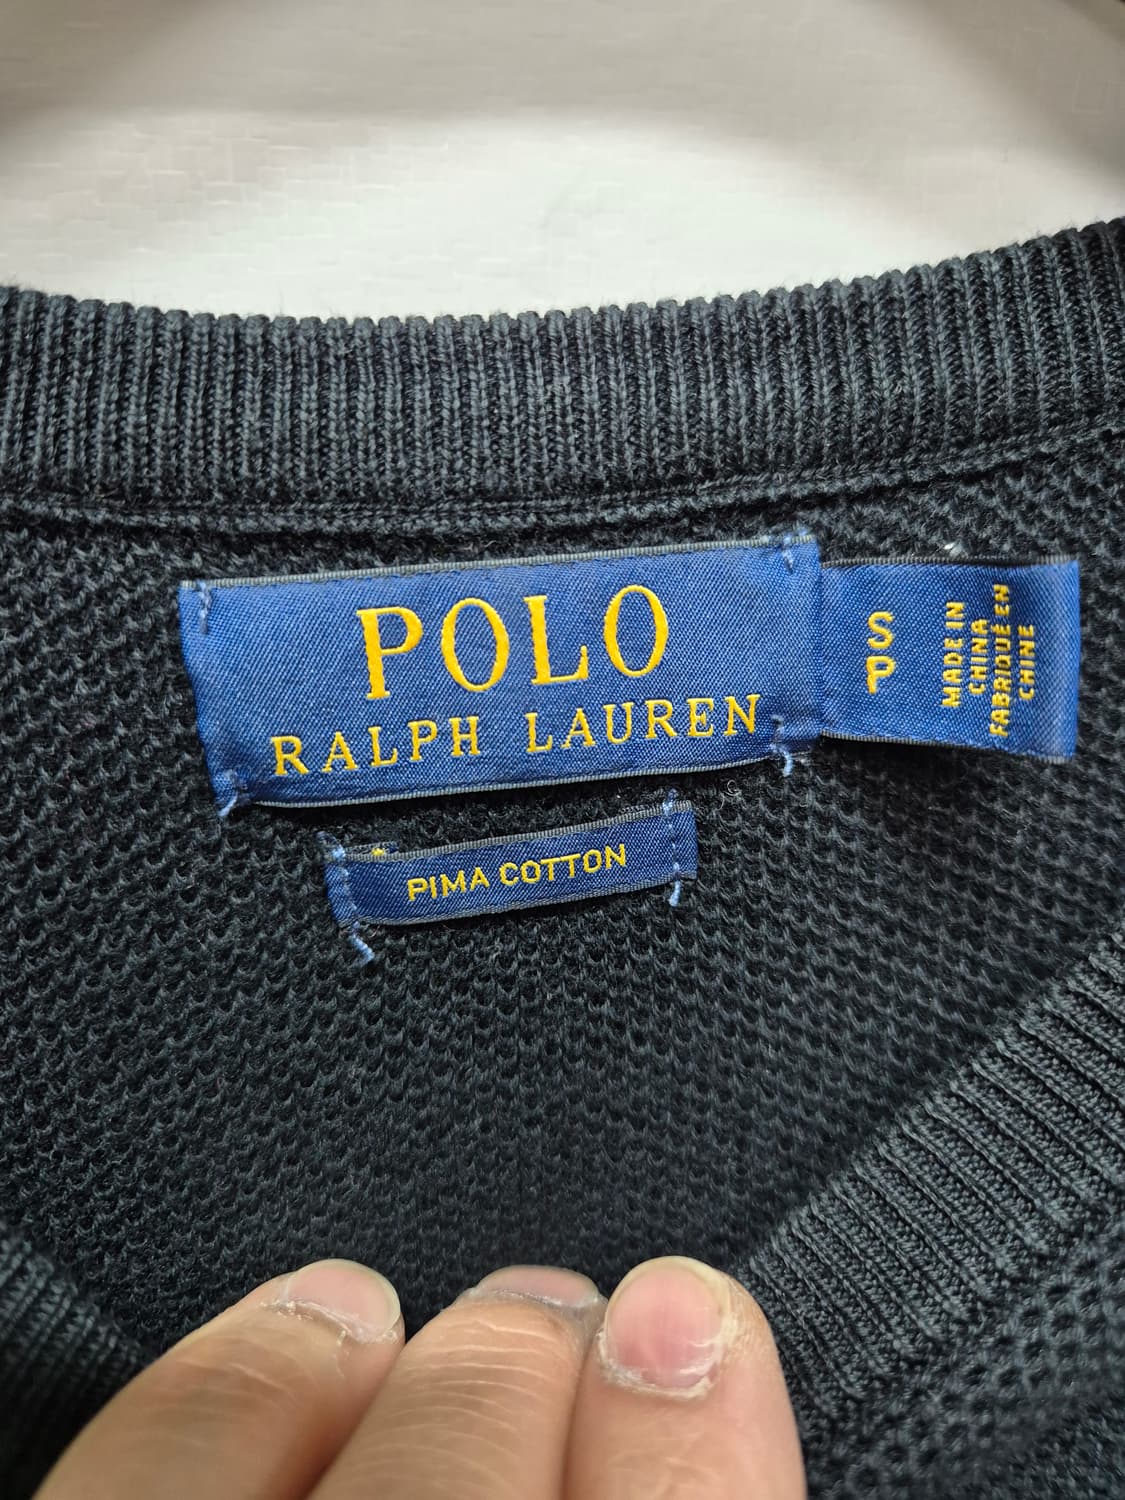 POLO
RALPH LAUREN
PIMA COTTON
S
P
MADE IN
CHINA
FABRIQUÉ EN
CHINE